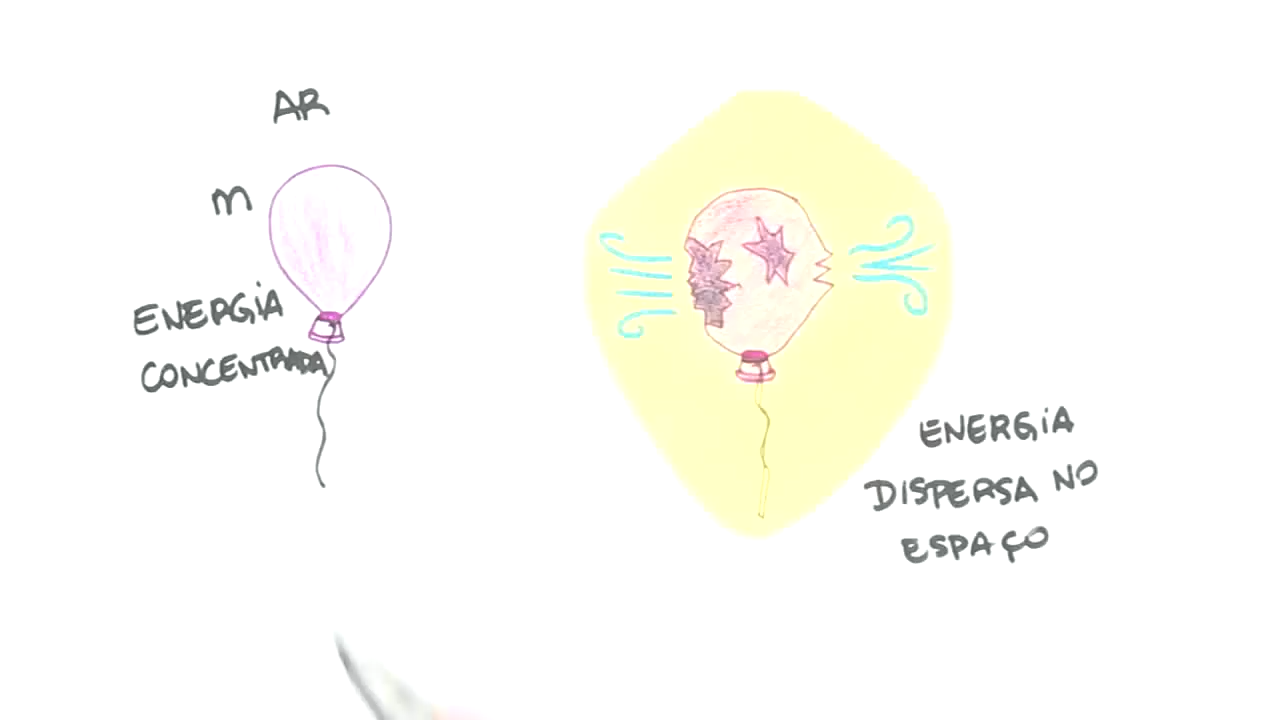 AR
m
ENERGIA
CONCENTRADA
ENERGIA
DISPERSA NO
ESPAÇO